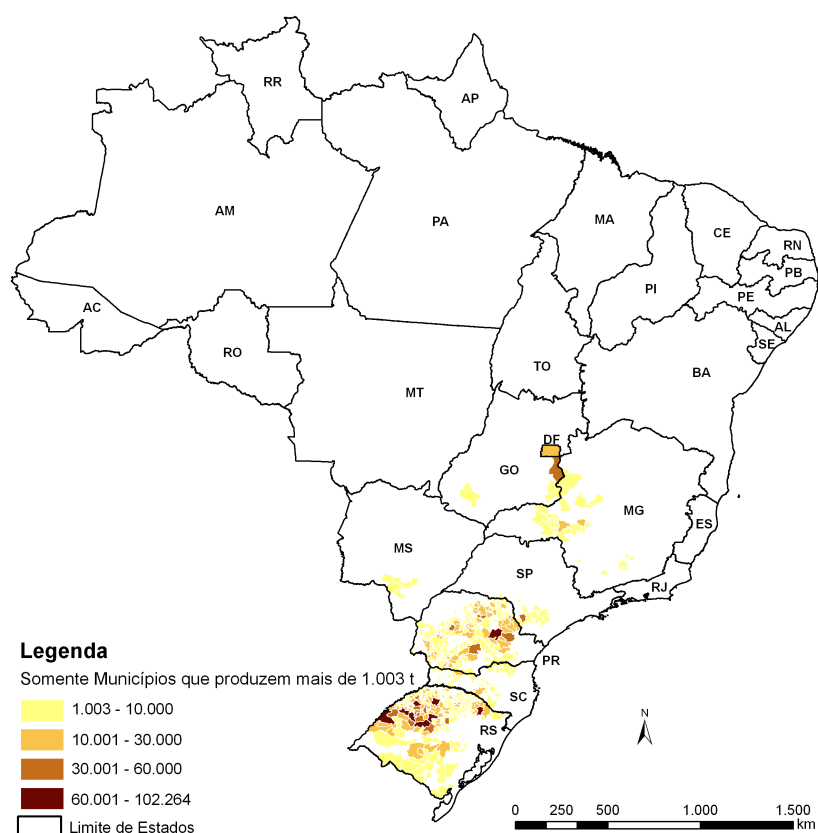 RR
AP
AM
PA
MA
CE
RN
PB
PI
PE
AC
AL
SE
RO
TO
BA
MT
DF
GO
MG
ES
MS
SP
RJ
PR
SC
RS
Legenda
Somente Municípios que produzem mais de 1.003 t
1.003 - 10.000
10.001 - 30.000
30.001 - 60.000
60.001 - 102.264
Limite de Estados
N
0 250 500 1.000 1.500
km